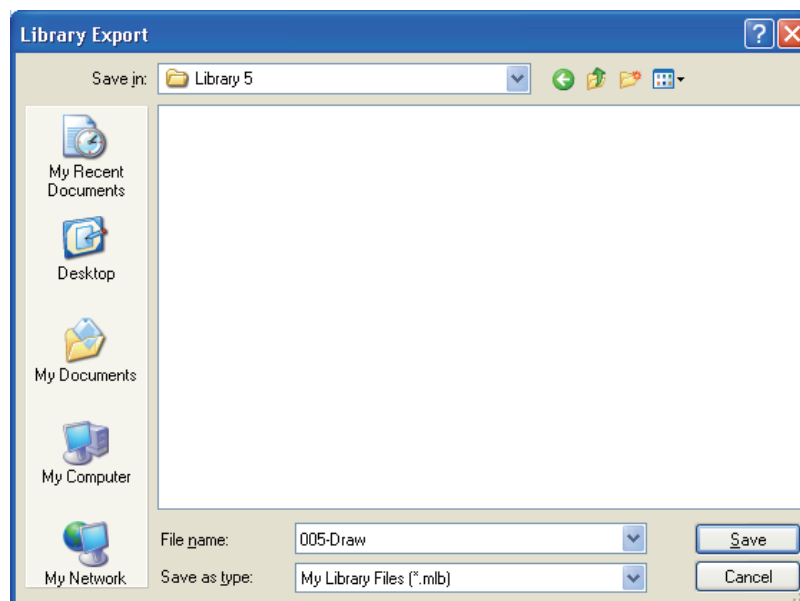 Library Export
Save in:
Library 5
My Recent
Documents
Desktop
My Documents
My Computer
My Network
File name:
005-Draw
Save
Save as type:
My Library Files (*.mlb)
Cancel